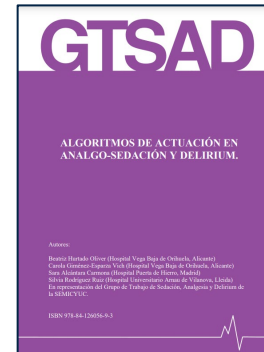 GTSAD
ALGORITMOS DE ACTUACIÓN EN
ANALGO-SEDACIÓN Y DELIRIUM.
Autores:
Beatriz Hurtado Oliver (Hospital Vega Baja de Orihuela, Alicante)
Carola Giménez-Esparza Vich (Hospital Vega Baja de Orihuela, Alicante)
Sara Alcántara Carmona (Hospital Puerta de Hierro, Madrid)
Silvia Rodríguez Ruiz (Hospital Universitario Arnau de Vilanova, Lleida)
En representación del Grupo de Trabajo de Sedación, Analgesia y Delirium de
la SEMICYUC.
ISBN 978-84-126056-9-3